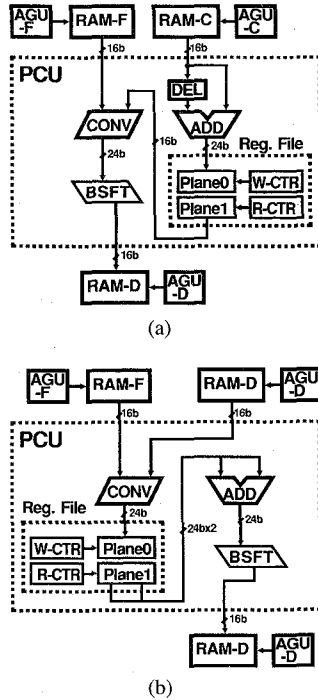 AGU
-F
RAM-F
RAM-C
AGU
-C
16b
16b
PCU
DEL
CONV
ADD
16b
24b
24b
Reg. File
BSFT
Plane0
W-CTR
Plane1
R-CTR
16b
RAM-D
AGU
-D
(a)
AGU
-F
RAM-F
RAM-D
AGU
-D
16b
16b
PCU
CONV
ADD
Reg. File
24b
24bx2
24b
W-CTR
Plane0
R-CTR
Plane1
BSFT
16b
RAM-D
AGU
-D
(b)